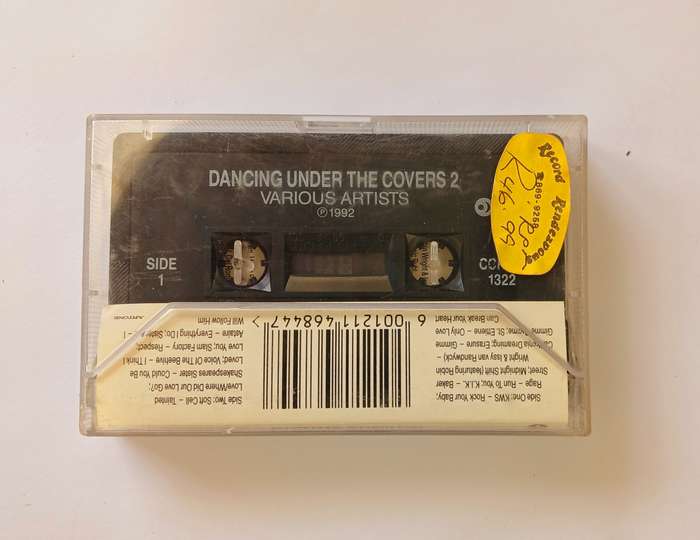 DANCING UNDER THE COVERS 2
VARIOUS ARTISTS
℗ 1992
SIDE
1
1322
Record Rendezvous
R46.99
6 001211 468447 >
Side One: KWS – Rock Your Baby;
Rage – Run To You; K.I.K. – Baker
Street; Midnight Shift (featuring Robin
Wright & Issy van Randwyck) –
California Dreaming; Erasure – Gimme
Gimme Gimme; St. Etiene – Only Love
Can Break Your Heart
Side Two: Soft Cell – Tainted
Love/Where Did Our Love Go?;
Shakespeares Sister – Could You Be
Loved; Voice Of The Beehive – I Think I
Love You; Slam Factory – Respect;
Astaire – Everything I Do; Sister
Will Follow Him